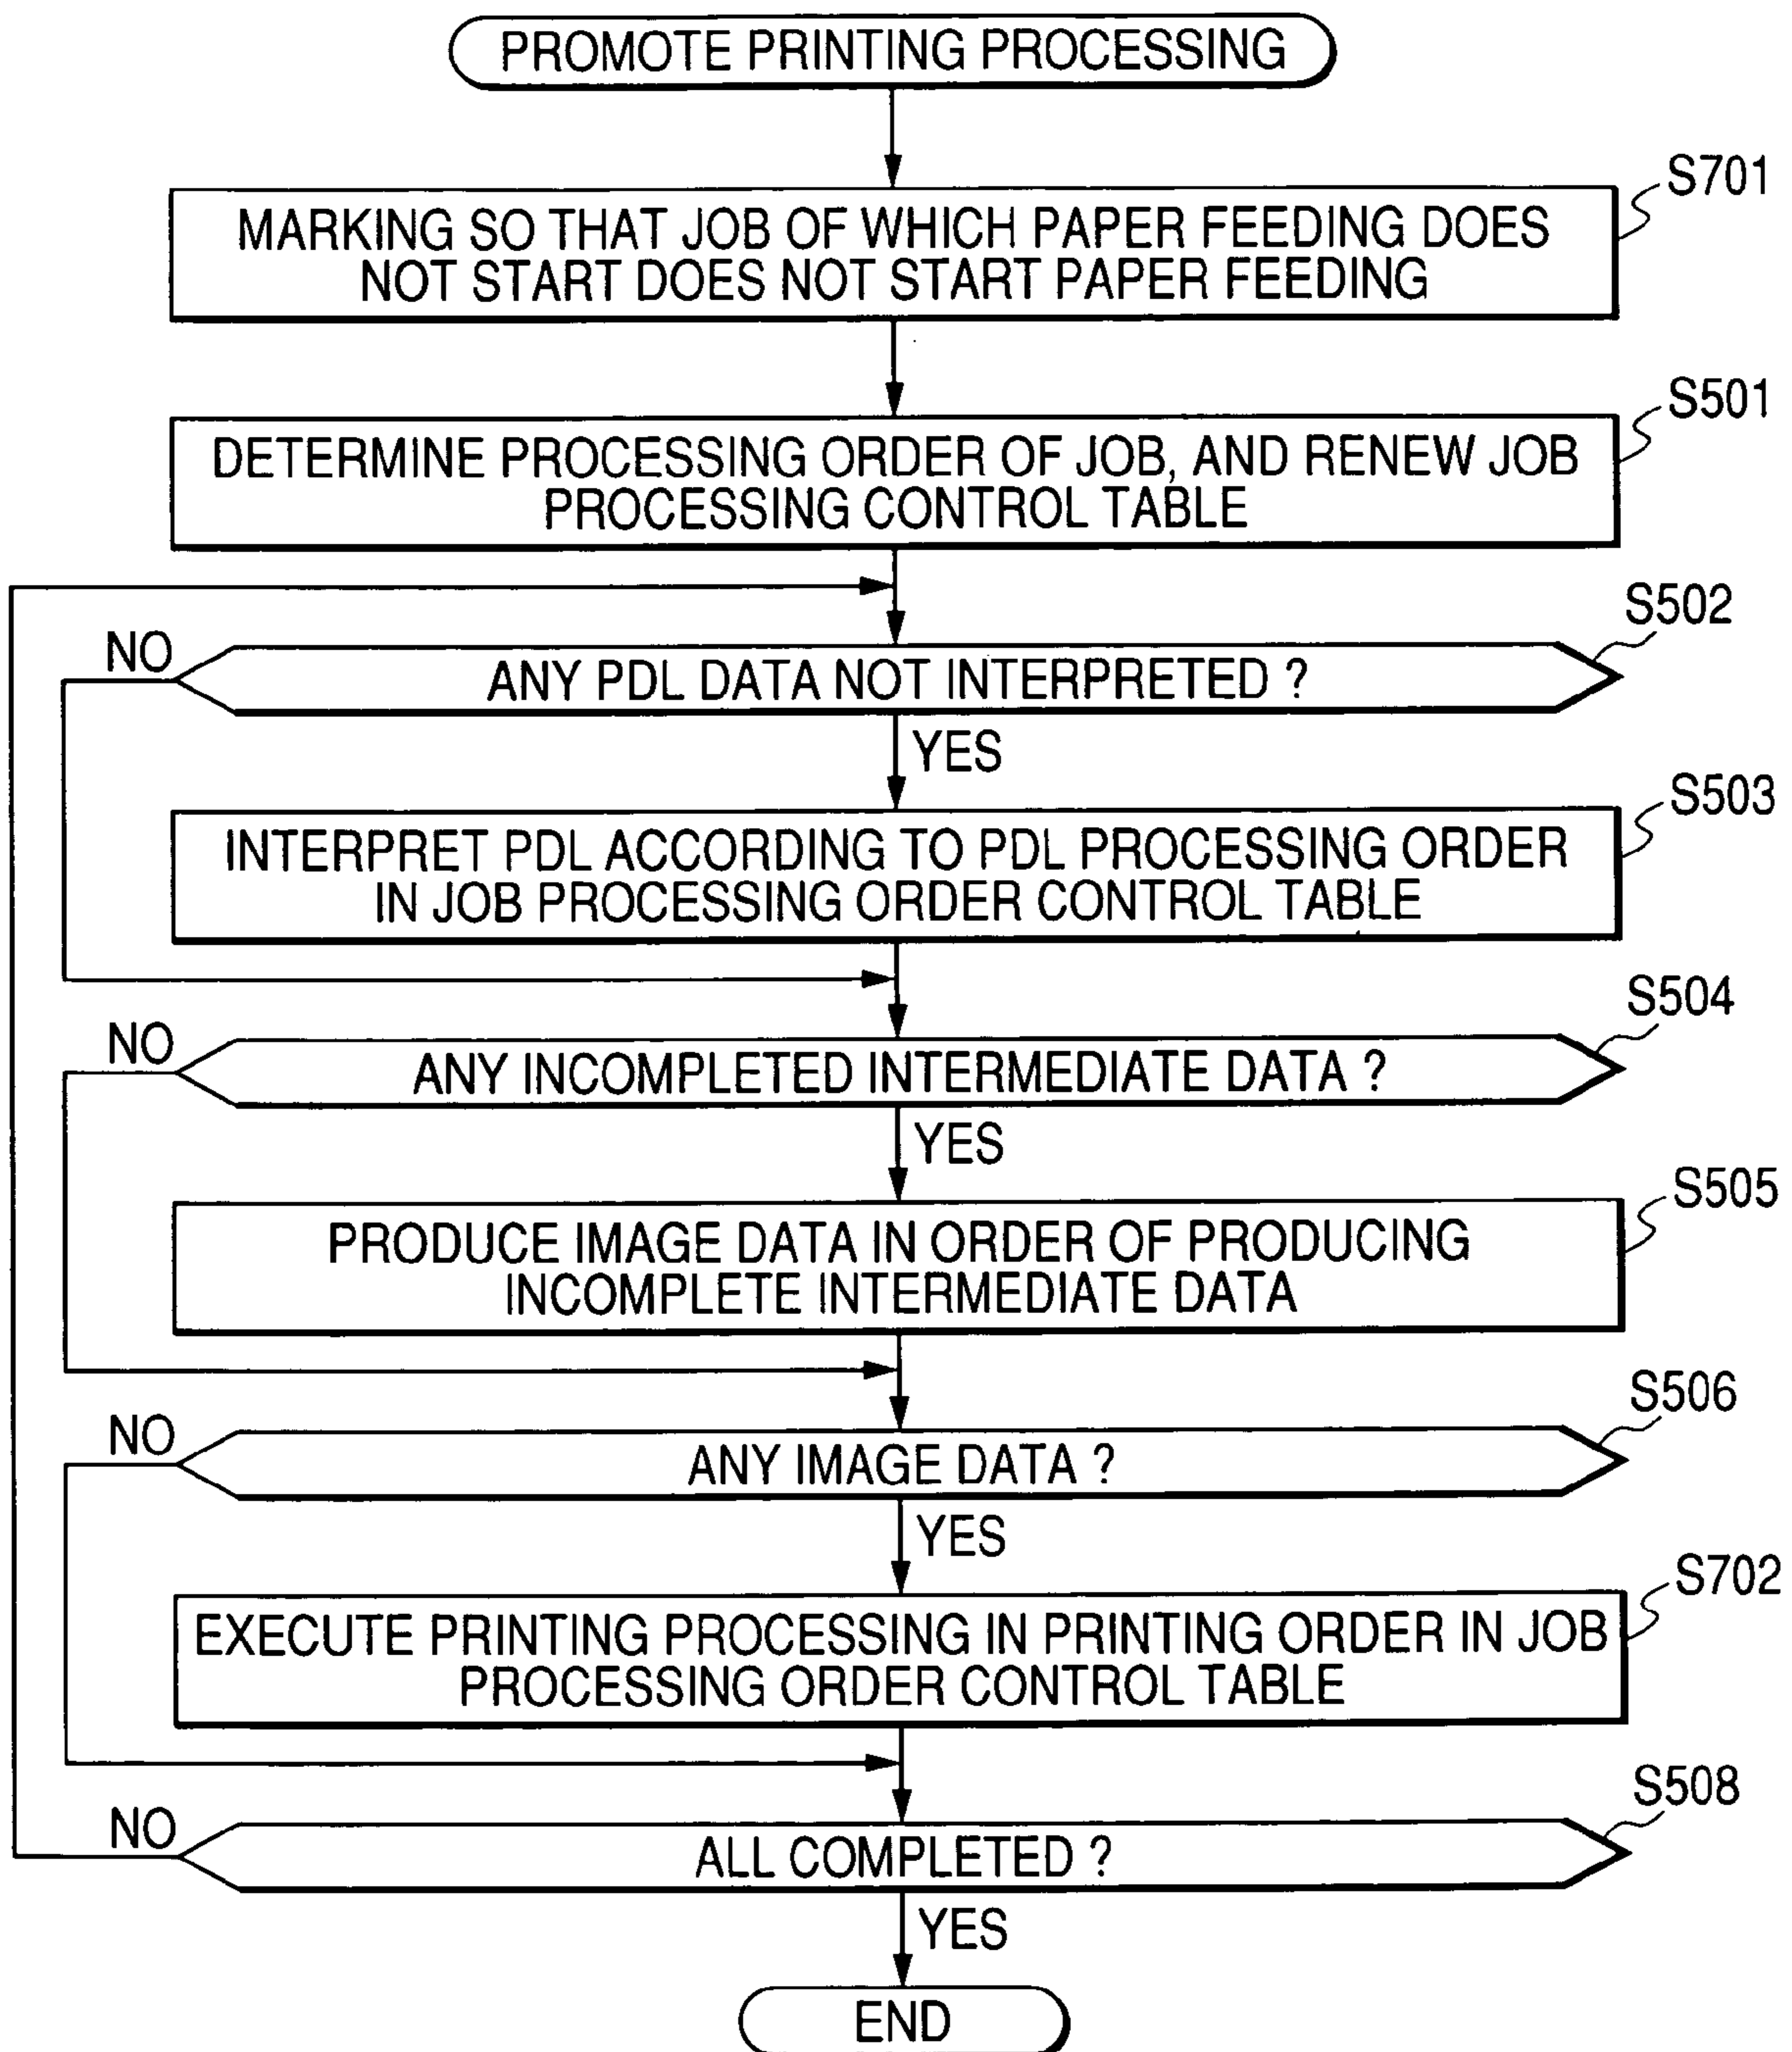 PROMOTE PRINTING PROCESSING
S701
MARKING SO THAT JOB OF WHICH PAPER FEEDING DOES
NOT START DOES NOT START PAPER FEEDING
S501
DETERMINE PROCESSING ORDER OF JOB, AND RENEW JOB
PROCESSING CONTROL TABLE
S502
NO
ANY PDL DATA NOT INTERPRETED ?
YES
S503
INTERPRET PDL ACCORDING TO PDL PROCESSING ORDER
IN JOB PROCESSING ORDER CONTROL TABLE
S504
NO
ANY INCOMPLETED INTERMEDIATE DATA ?
YES
S505
PRODUCE IMAGE DATA IN ORDER OF PRODUCING
INCOMPLETE INTERMEDIATE DATA
S506
NO
ANY IMAGE DATA ?
YES
S702
EXECUTE PRINTING PROCESSING IN PRINTING ORDER IN JOB
PROCESSING ORDER CONTROL TABLE
S508
NO
ALL COMPLETED ?
YES
END